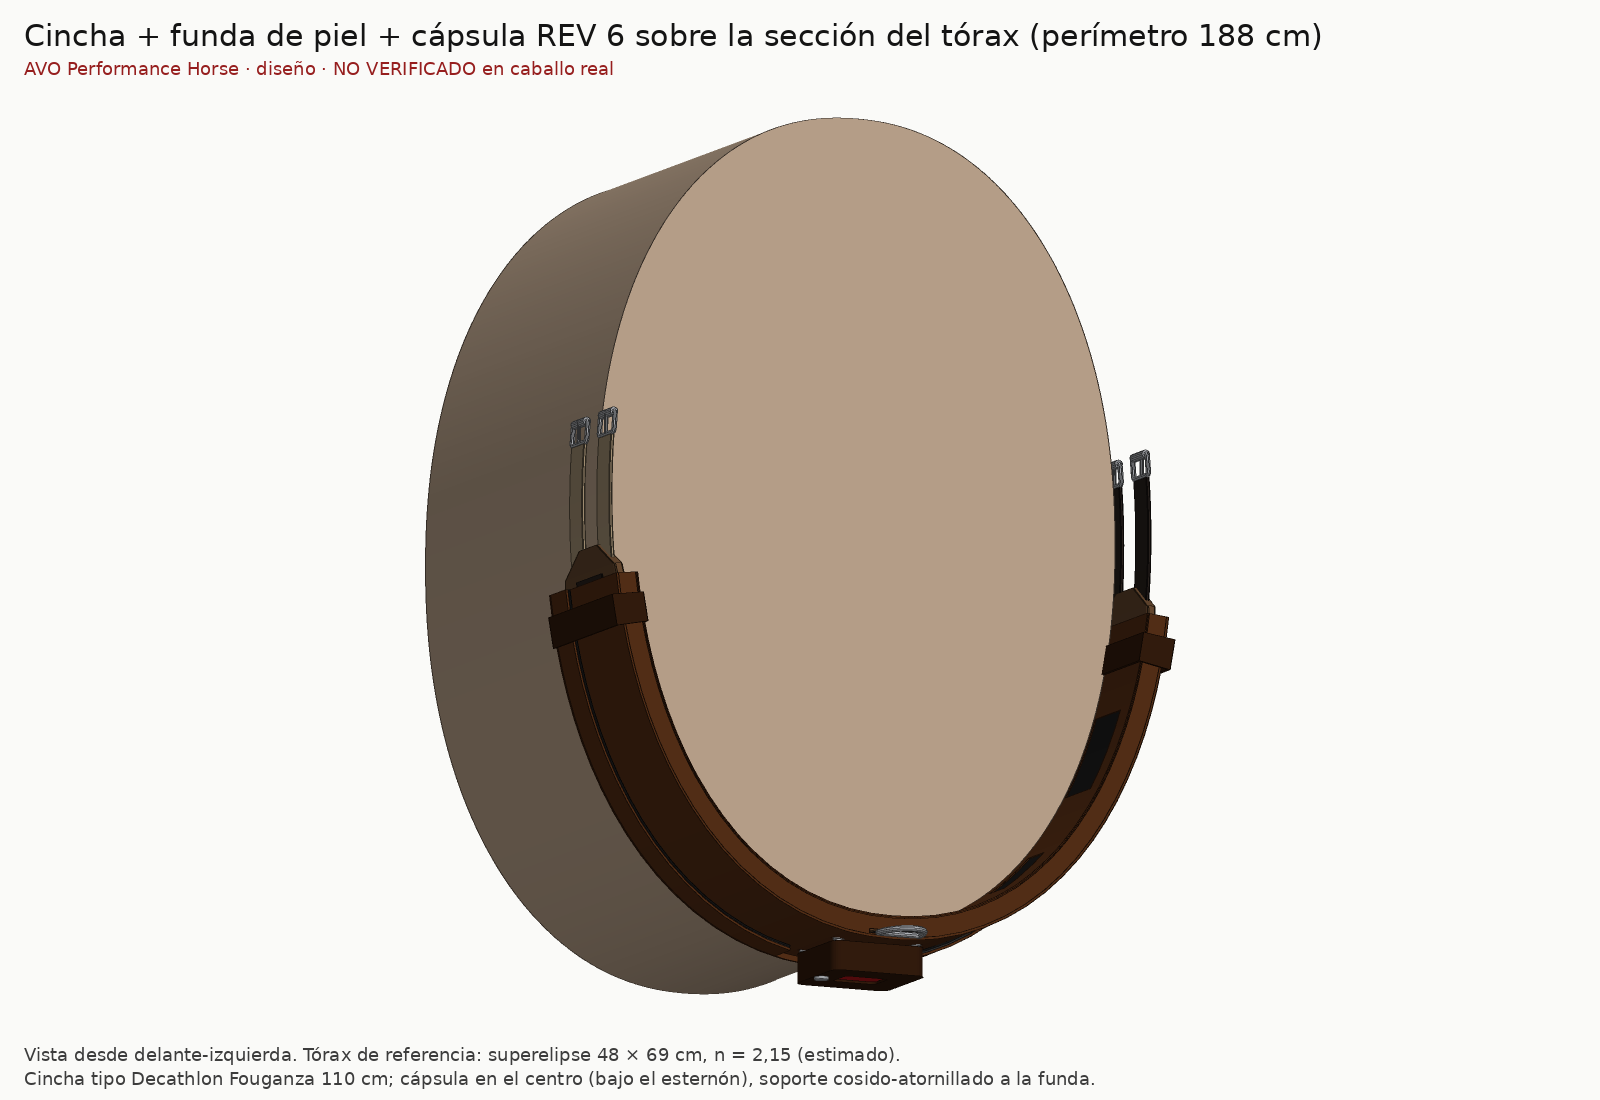 Cincha + funda de piel + cápsula REV 6 sobre la sección del tórax (perímetro 188 cm)
AVO Performance Horse · diseño · NO VERIFICADO en caballo real
Vista desde delante-izquierda. Tórax de referencia: superelipse 48 × 69 cm, n = 2,15 (estimado).
Cincha tipo Decathlon Fouganza 110 cm; cápsula en el centro (bajo el esternón), soporte cosido-atornillado a la funda.